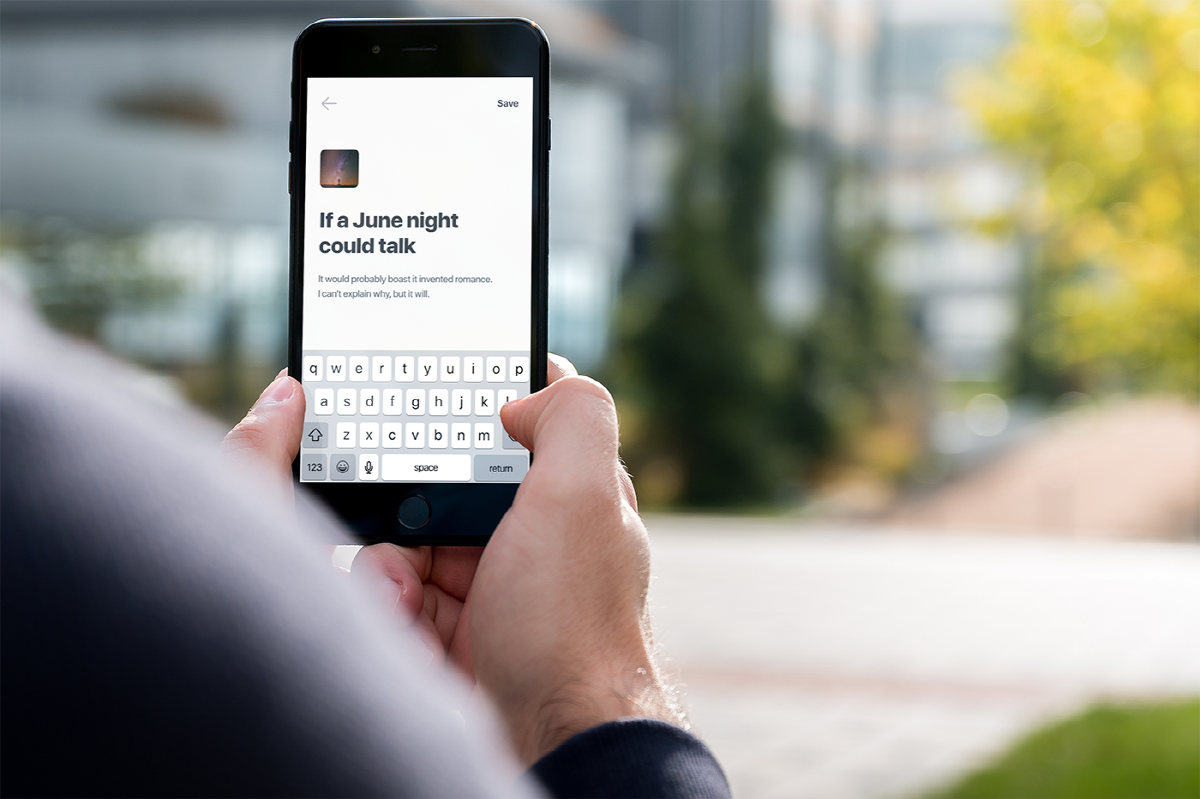 Save
If a June night
could talk
It would probably boast it invented romance.
I can't explain why, but it will.
q w e r t y u i o p
a s d f g h j k l
z x c v b n m
123 space return